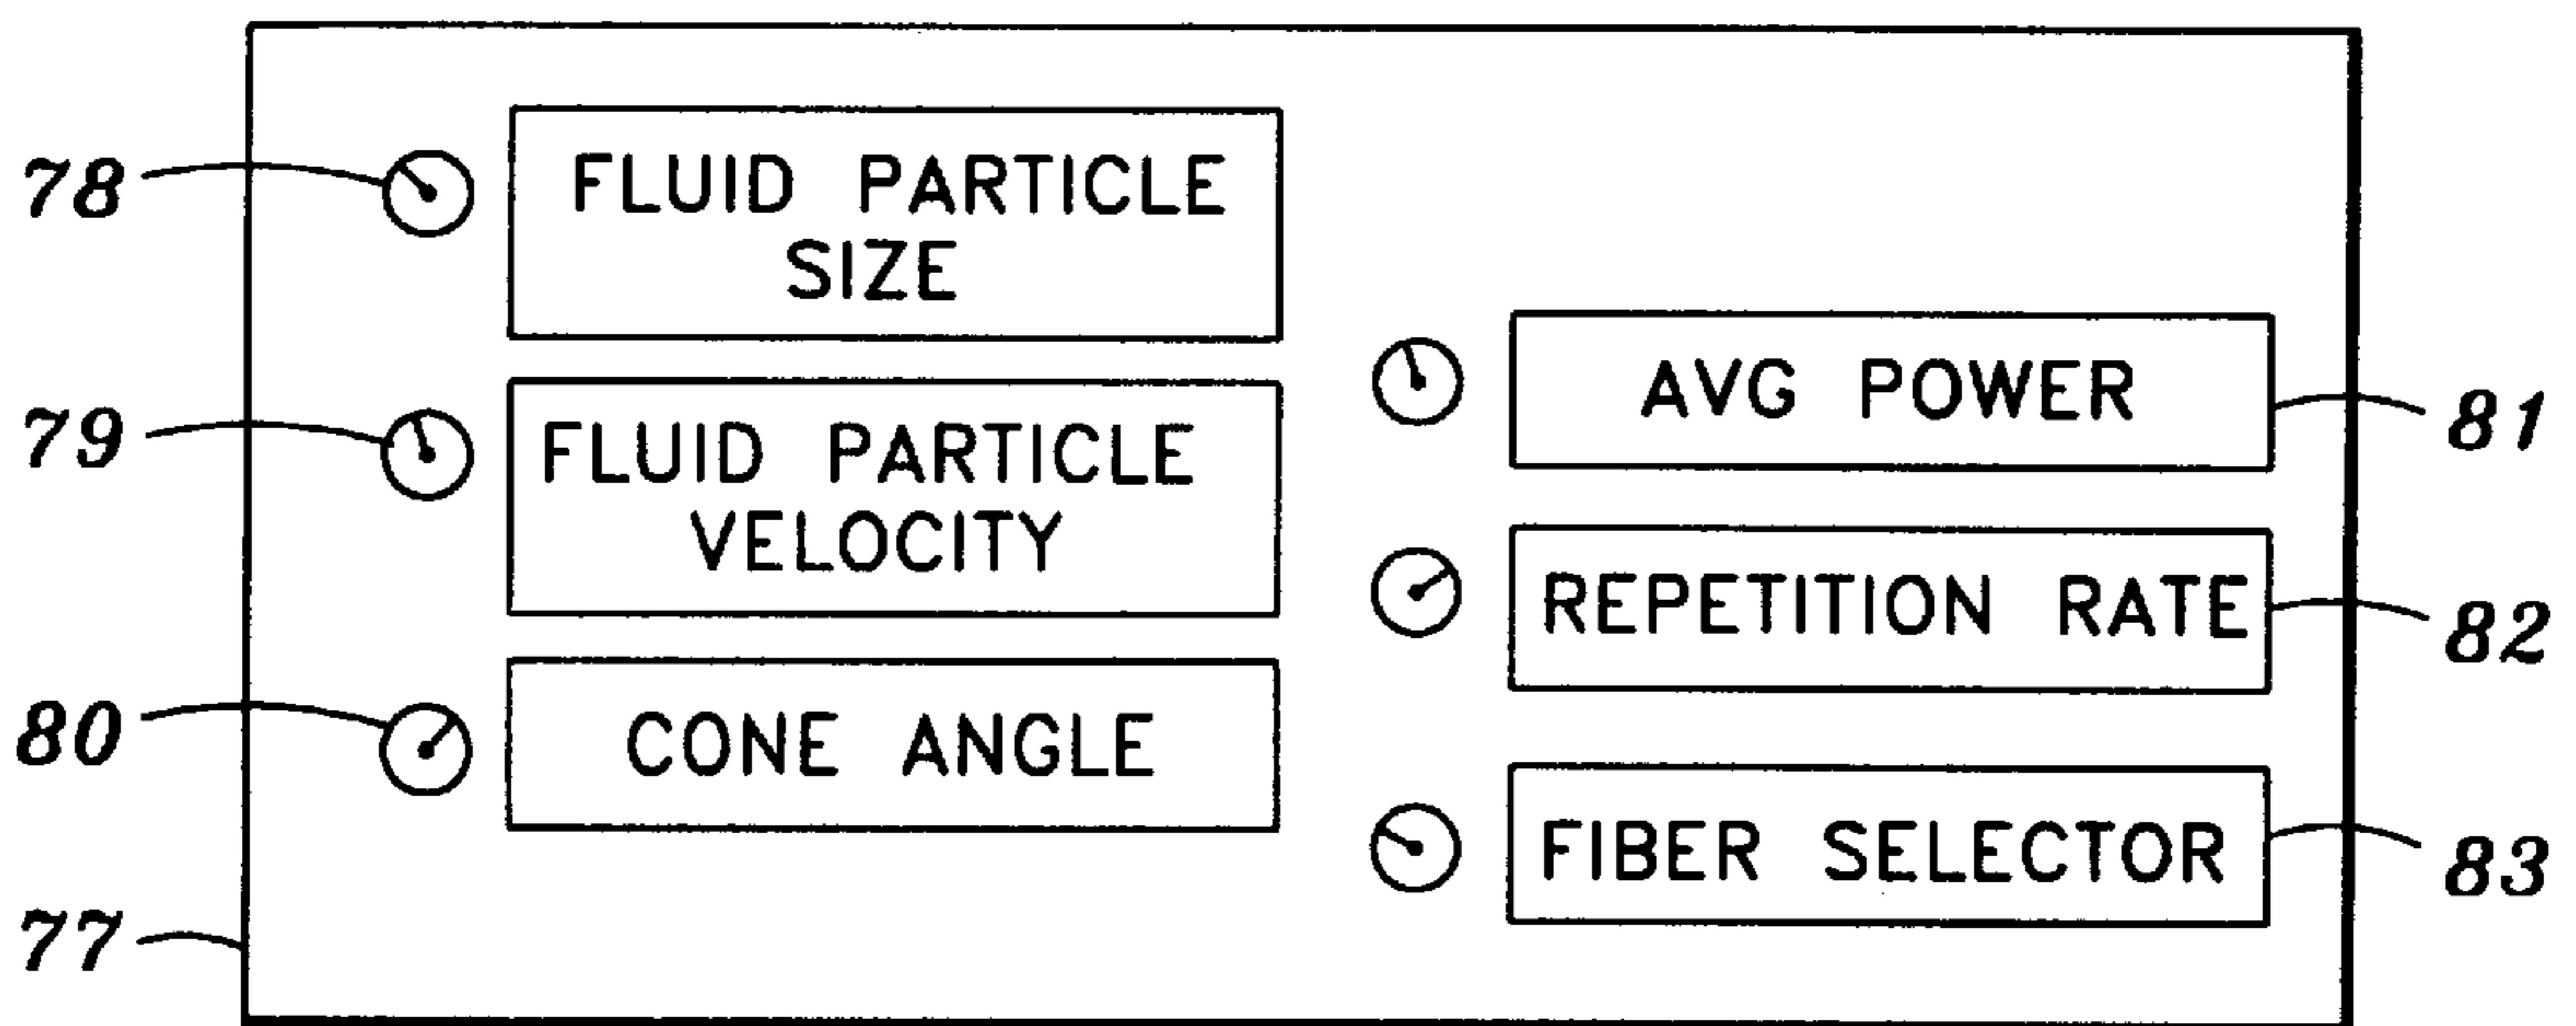 78
FLUID PARTICLE
SIZE
79
FLUID PARTICLE
VELOCITY
80
CONE ANGLE
77
AVG POWER
81
REPETITION RATE
82
FIBER SELECTOR
83